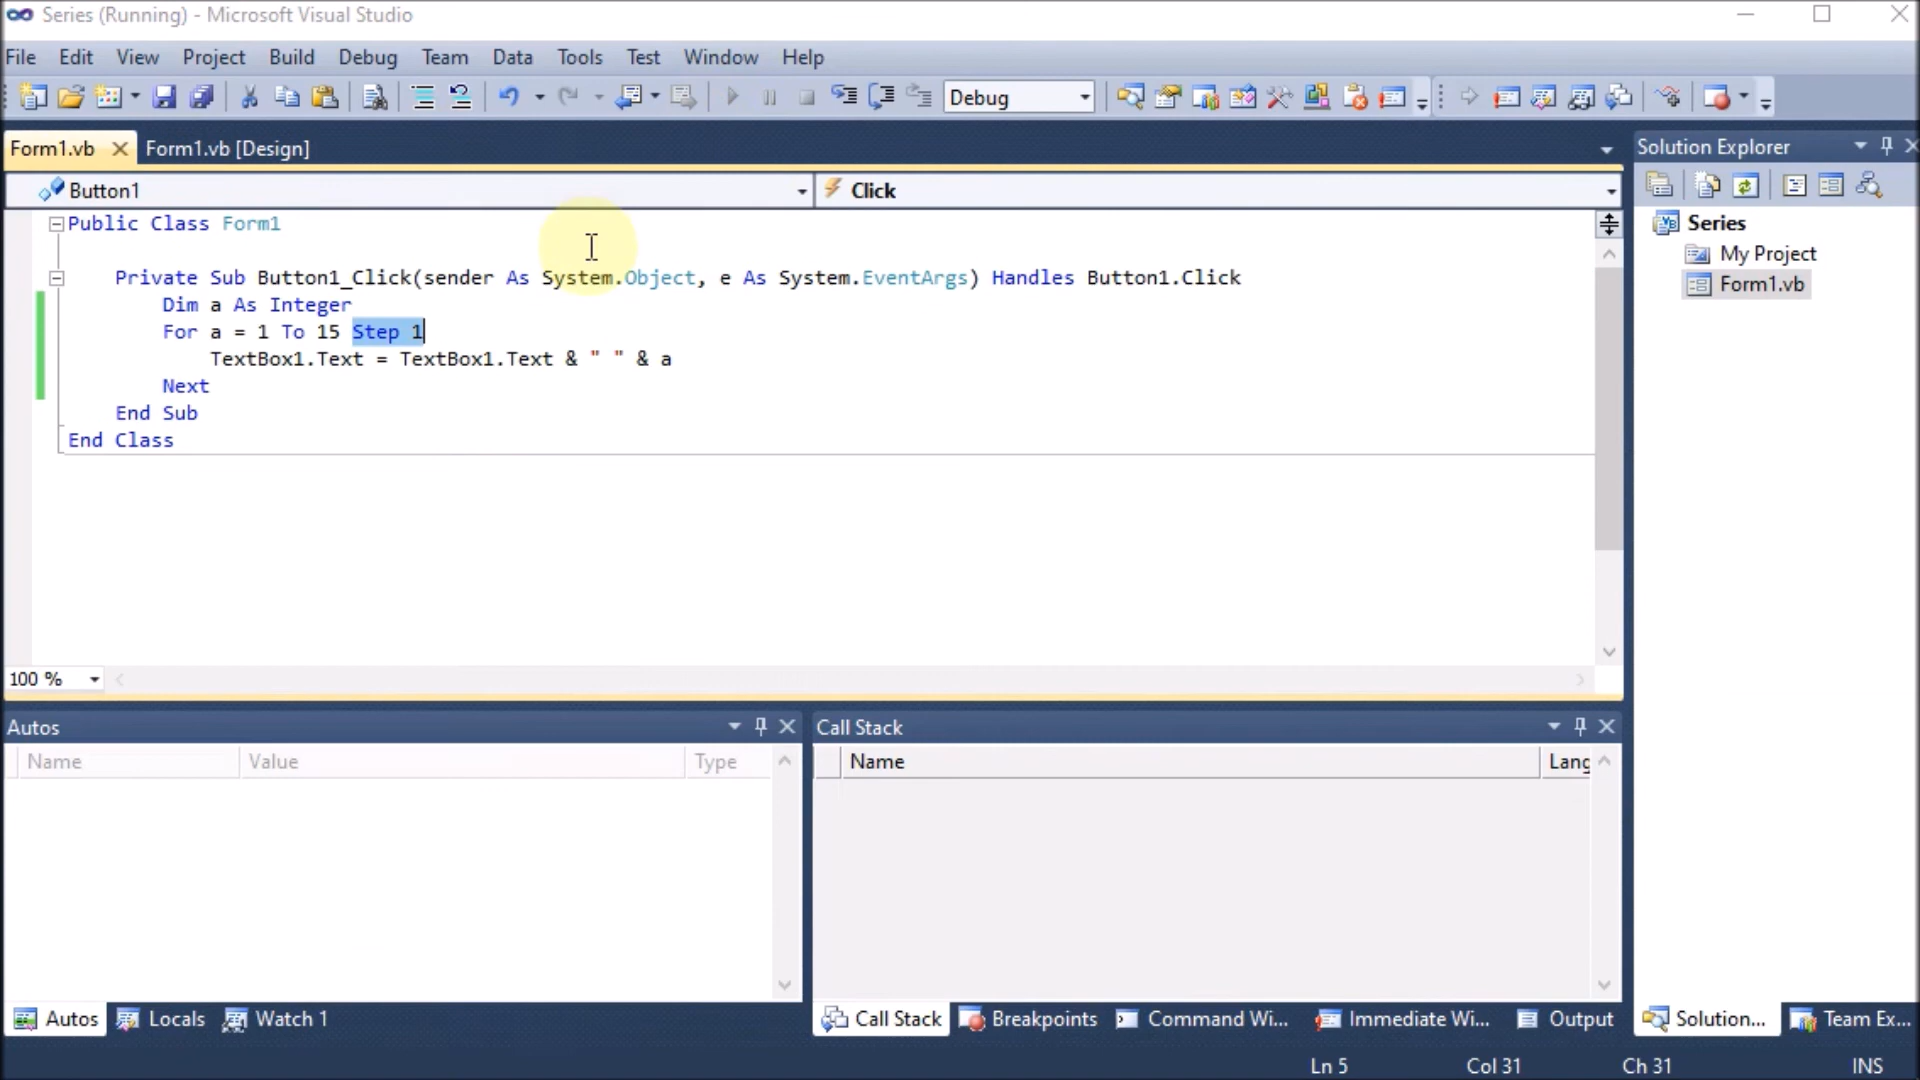 Series (Running) - Microsoft Visual Studio
File Edit View Project Build Debug Team Data Tools Test Window Help
Debug
Form1.vb Form1.vb [Design]
Button1 Click
Public Class Form1
Private Sub Button1_Click(sender As System.Object, e As System.EventArgs) Handles Button1.Click
Dim a As Integer
For a = 1 To 15 Step 1
TextBox1.Text = TextBox1.Text & " " & a
Next
End Sub
End Class
100 %
Solution Explorer
Series
My Project
Form1.vb
Autos
Name Value Type
Call Stack
Name Lang
Autos Locals Watch 1
Call Stack Breakpoints Command Wi... Immediate Wi... Output
Solution... Team Ex...
Ln 5 Col 31 Ch 31 INS